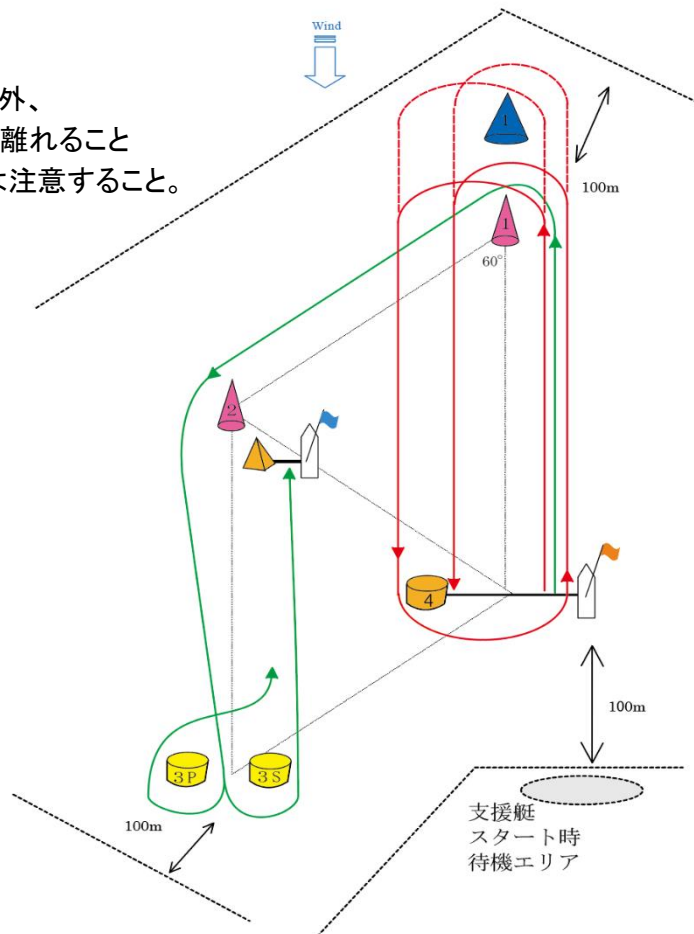 Wind
外、
離れること
は注意すること。
1
100m
1
60°
2
4
100m
3P
3S
100m
支援艇
スタート時
待機エリア